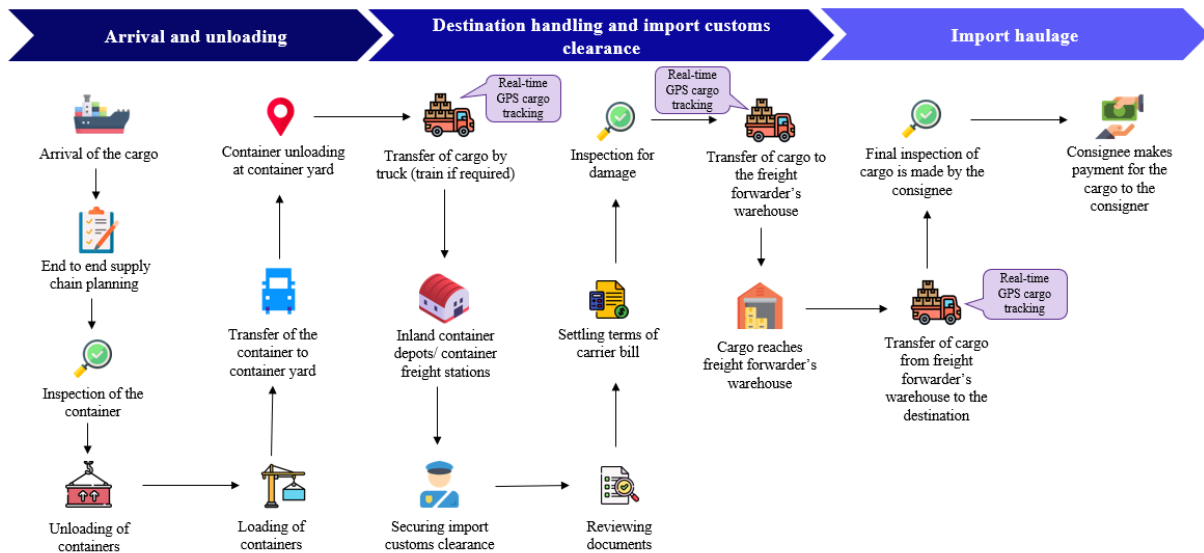 Arrival and unloading
Destination handling and import customs
clearance
Import haulage
Arrival of the cargo
End to end supply
chain planning
Inspection of the
container
Unloading of
containers
Loading of
containers
Transfer of the
container to
container yard
Container unloading
at container yard
Real-time
GPS cargo
tracking
Transfer of cargo by
truck (train if required)
Inland container
depots/ container
freight stations
Securing import
customs clearance
Reviewing
documents
Settling terms of
carrier bill
Inspection for
damage
Real-time
GPS cargo
tracking
Transfer of cargo to
the freight
forwarder’s
warehouse
Cargo reaches
freight forwarder’s
warehouse
Real-time
GPS cargo
tracking
Transfer of cargo
from freight
forwarder’s
warehouse to the
destination
Final inspection of
cargo is made by the
consignee
Consignee makes
payment for the
cargo to the
consigner